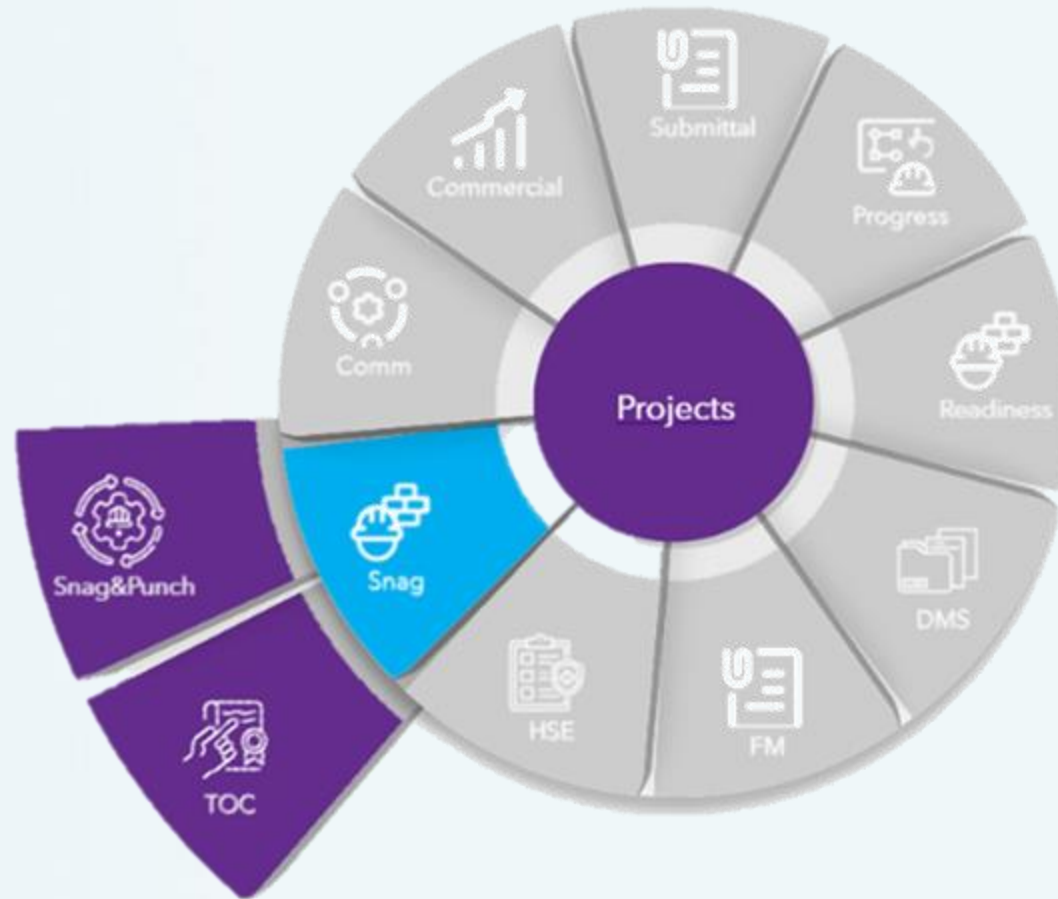 Submittal
Commercial
Progress
Comm
Projects
Readiness
Snag&Punch
Snag
DMS
HSE
FM
TOC